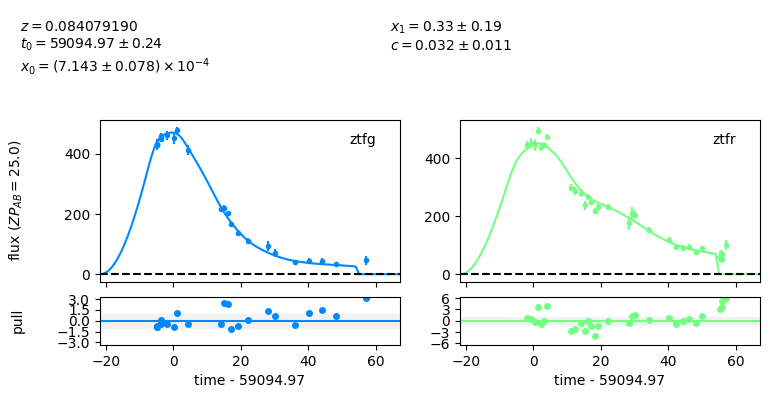 z = 0.084079190
t₀ = 59094.97 ± 0.24
x₀ = (7.143 ± 0.078) × 10⁻⁴
x₁ = 0.33 ± 0.19
c = 0.032 ± 0.011
flux (ZP_AB = 25.0)
ztfg
400
200
0
ztfr
400
200
0
pull
3.0
1.5
0.0
−1.5
−3.0
−20 0 20 40 60
time - 59094.97
6
3
0
−3
−6
−20 0 20 40 60
time - 59094.97